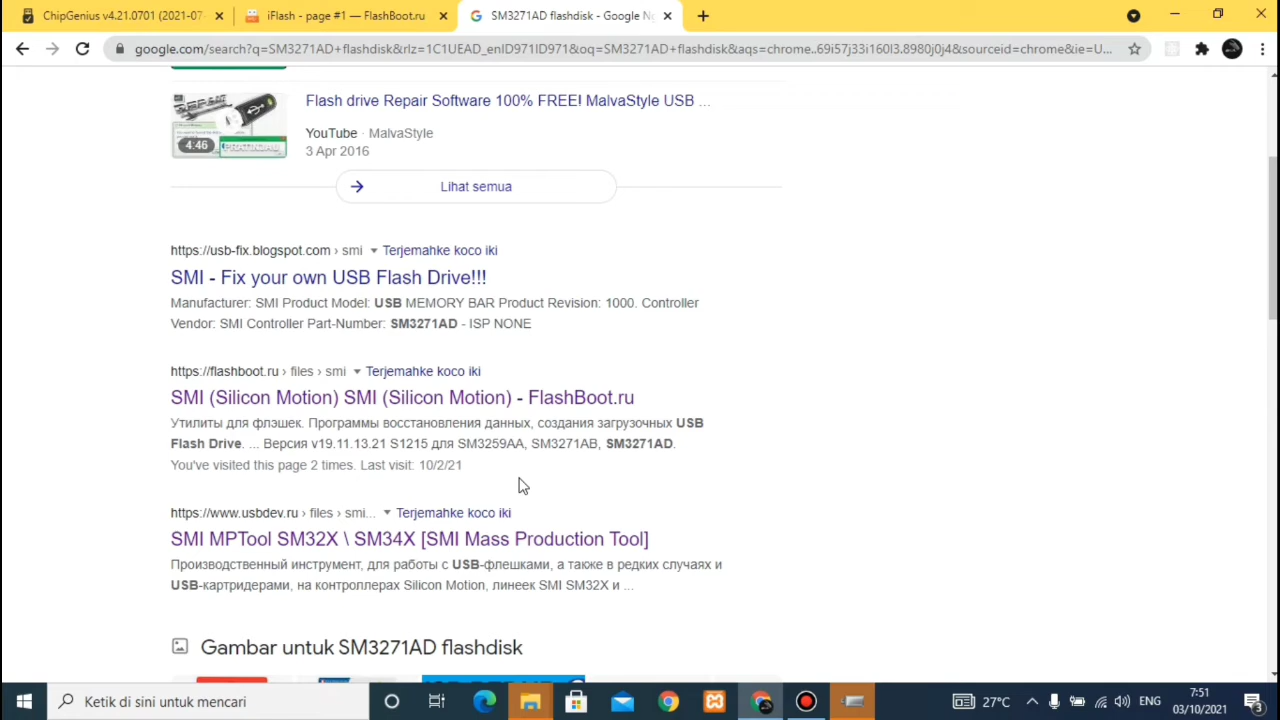 ChipGenius v4.21.0701 (2021-07-
iFlash - page #1 — FlashBoot.ru
SM3271AD flashdisk - Google
google.com/search?q=SM3271AD+flashdisk&rlz=1C1UEAD_enID971ID971&oq=SM3271AD+flashdisk&aqs=chrome..69i57j33i160l3.8980j0j4&sourceid=chrome&ie=U...
Flash drive Repair Software 100% FREE! MalvaStyle USB ...
YouTube · MalvaStyle
4:46
3 Apr 2016
Lihat semua
https://usb-fix.blogspot.com › smi Terjemahke koco iki
SMI - Fix your own USB Flash Drive!!!
Manufacturer: SMI Product Model: USB MEMORY BAR Product Revision: 1000. Controller
Vendor: SMI Controller Part-Number: SM3271AD - ISP NONE
https://flashboot.ru › files › smi Terjemahke koco iki
SMI (Silicon Motion) SMI (Silicon Motion) - FlashBoot.ru
Утилиты для флэшек. Программы восстановления данных, создания загрузочных USB
Flash Drive. ... Версия v19.11.13.21 S1215 для SM3259AA, SM3271AB, SM3271AD.
You've visited this page 2 times. Last visit: 10/2/21
https://www.usbdev.ru › files › smi... Terjemahke koco iki
SMI MPTool SM32X \ SM34X [SMI Mass Production Tool]
Производственный инструмент, для работы с USB-флешками, а также в редких случаях и
USB-картридерами, на контроллерах Silicon Motion, линеек SMI SM32X и ...
Gambar untuk SM3271AD flashdisk
Ketik di sini untuk mencari
27°C
ENG
7:51
03/10/2021
3